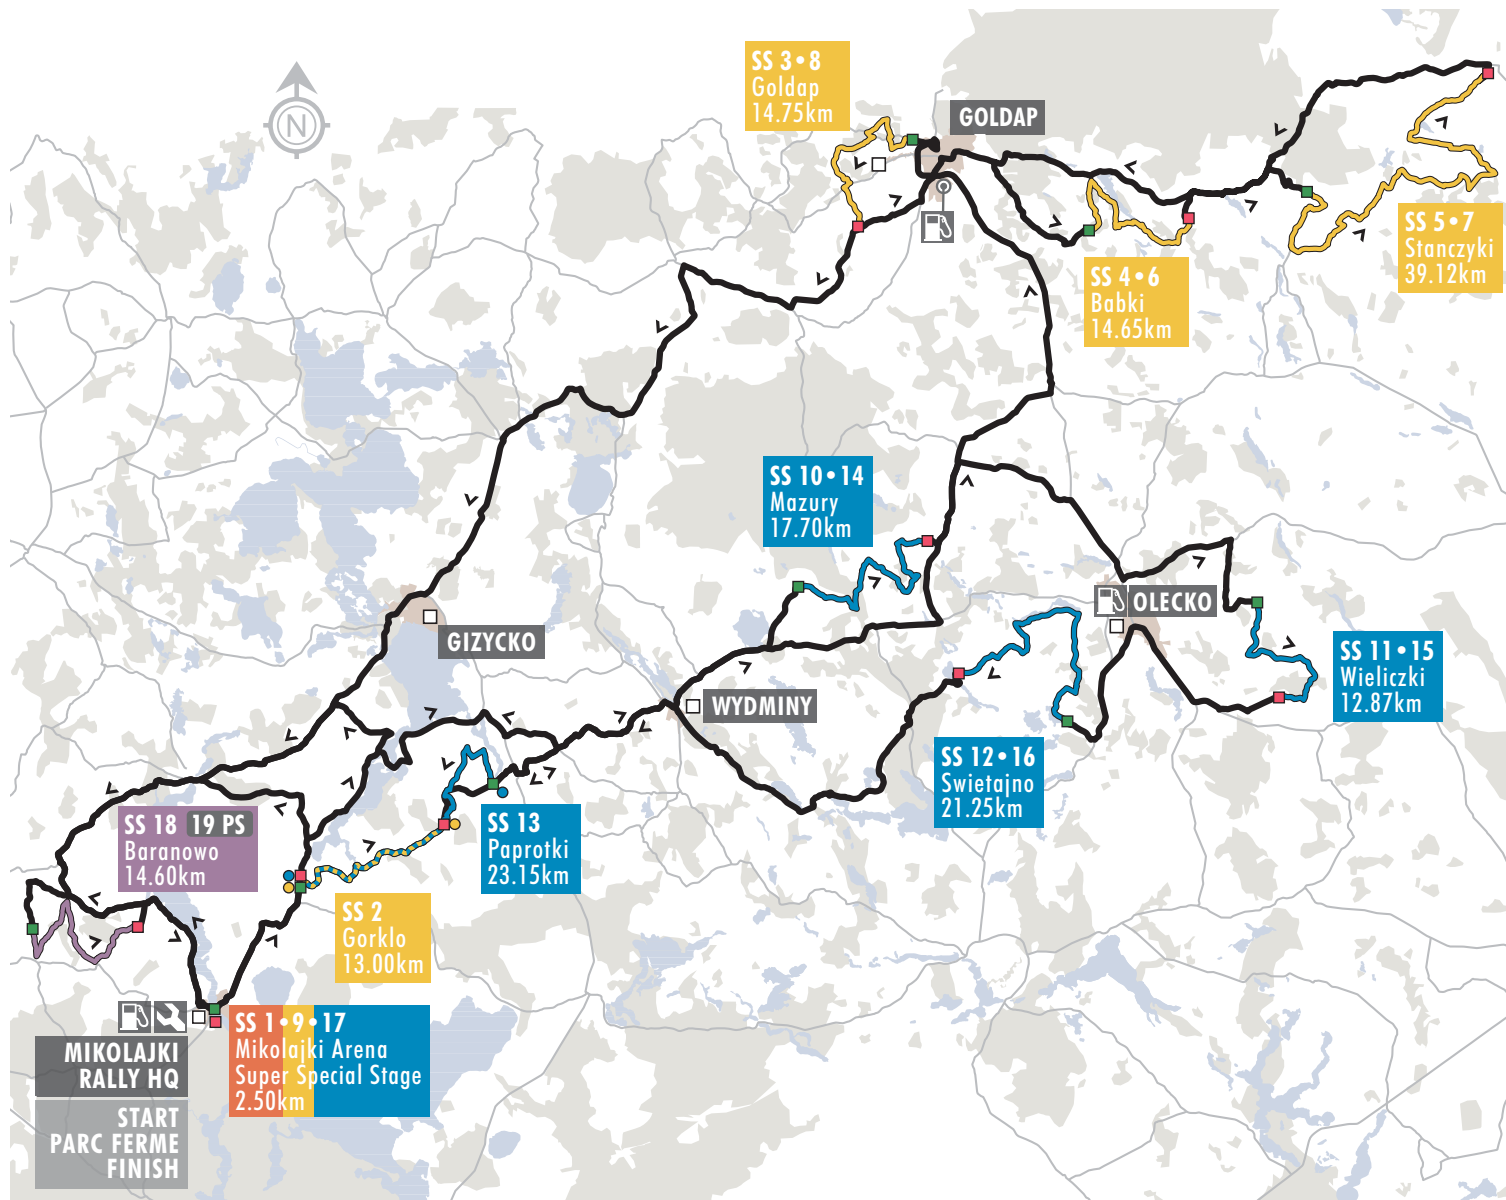 SS 3•8
Goldap
14.75km
GOLDAP
N
SS 5•7
Stanczyki
39.12km
SS 4•6
Babki
14.65km
SS 10•14
Mazury
17.70km
OLECKO
GIZYCKO
SS 11•15
Wieliczki
12.87km
WYDMINY
SS 12•16
Swietajno
21.25km
SS 18 19 PS
Baranowo
14.60km
SS 13
Paprotki
23.15km
SS 2
Gorklo
13.00km
SS 1•9•17
Mikolajki Arena
Super Special Stage
2.50km
MIKOLAJKI
RALLY HQ
START
PARC FERME
FINISH